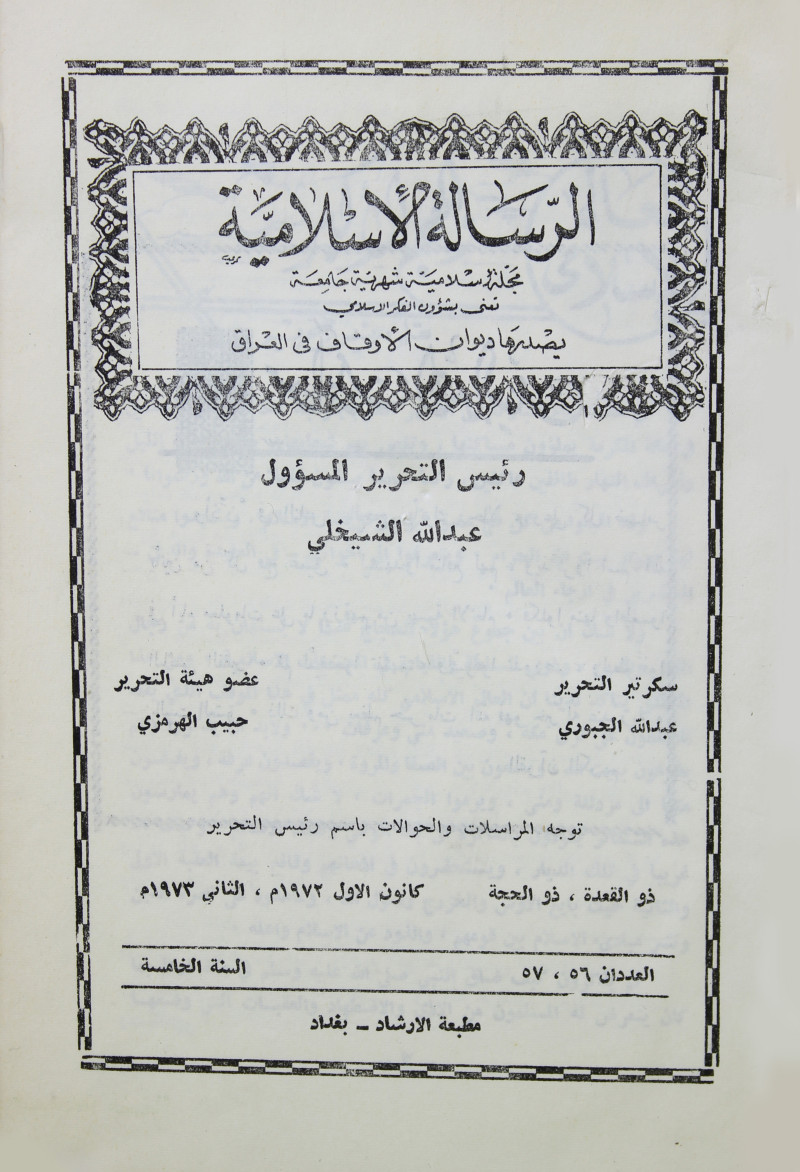 الرسالة الإسلامية
مجلة إسلامية شهرية جامعة
تعنى بشؤون الفكر الاسلامي
يصدرها ديوان الأوقاف في العراق
رئيس التحرير المسؤول
عبدالله الشيخلي
سكرتير التحرير عضو هيئة التحرير
عبدالله الجبوري حبيب الهرمزي
توجه المراسلات والحوالات باسم رئيس التحرير
ذو القعدة ، ذو الحجة كانون الاول ١٩٧٢م ، الثاني ١٩٧٣م
العددان ٥٦ ، ٥٧ السنة الخامسة
مطبعة الارشاد ــ بغداد